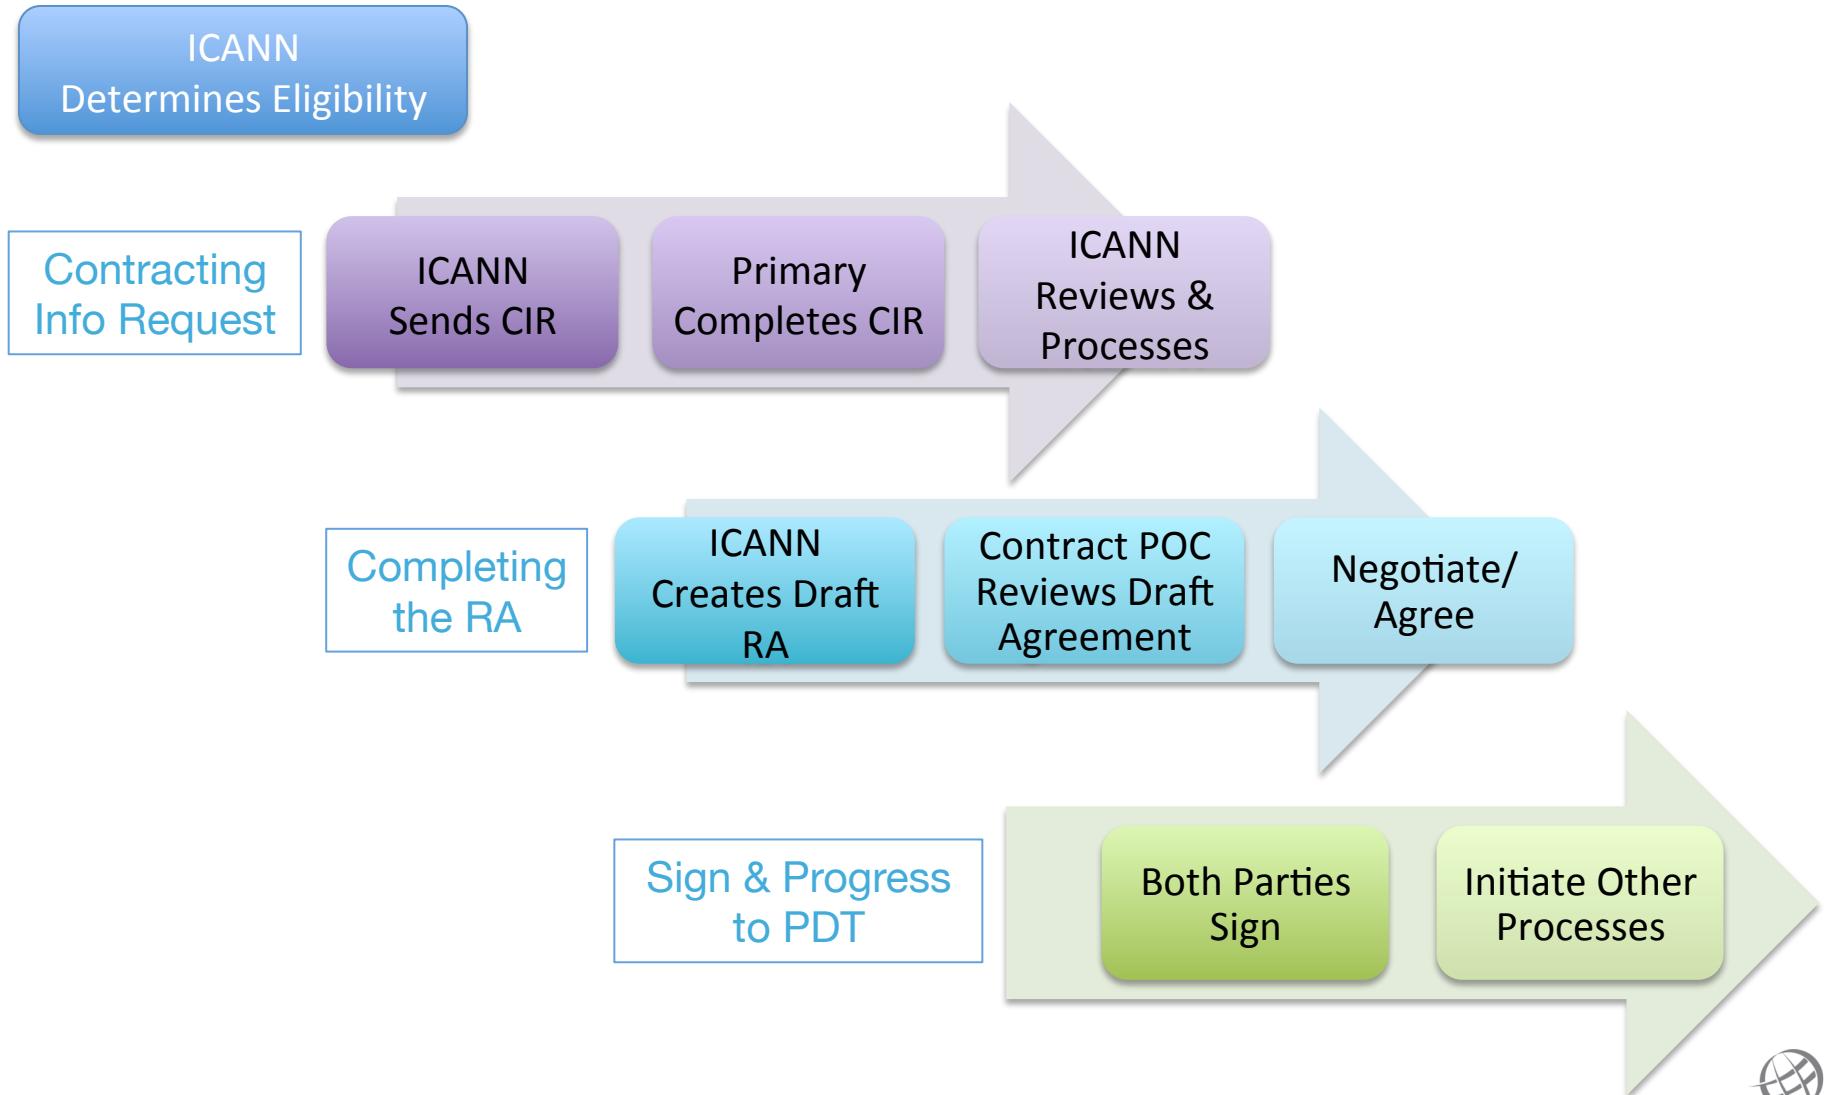 ICANN
Determines Eligibility
Contracting
Info Request
ICANN
Sends CIR
Primary
Completes CIR
ICANN
Reviews &
Processes
Completing
the RA
ICANN
Creates Draft
RA
Contract POC
Reviews Draft
Agreement
Negotiate/
Agree
Sign & Progress
to PDT
Both Parties
Sign
Initiate Other
Processes